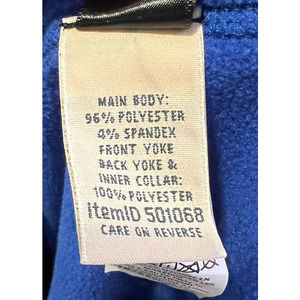 MAIN BODY:
96% POLYESTER
4% SPANDEX
FRONT YOKE
BACK YOKE &
INNER COLLAR:
100% POLYESTER
ItemID 501068
CARE ON REVERSE